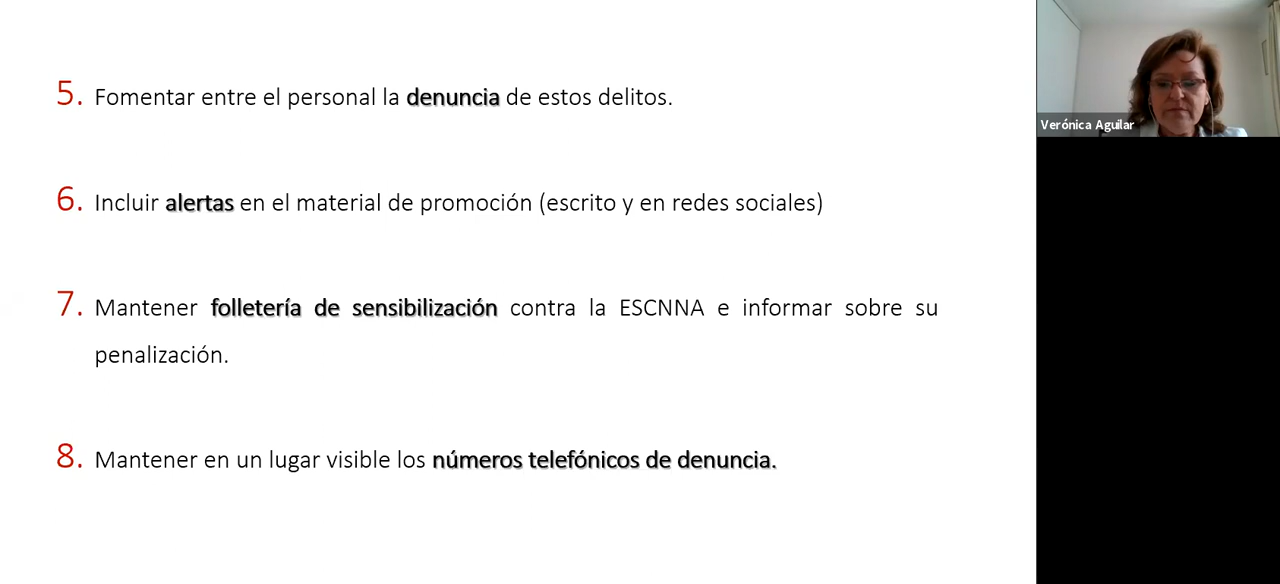 5. Fomentar entre el personal la denuncia de estos delitos.
6. Incluir alertas en el material de promoción (escrito y en redes sociales)
7. Mantener folletería de sensibilización contra la ESCNNA e informar sobre su
penalización.
8. Mantener en un lugar visible los números telefónicos de denuncia.
Verónica Aguilar